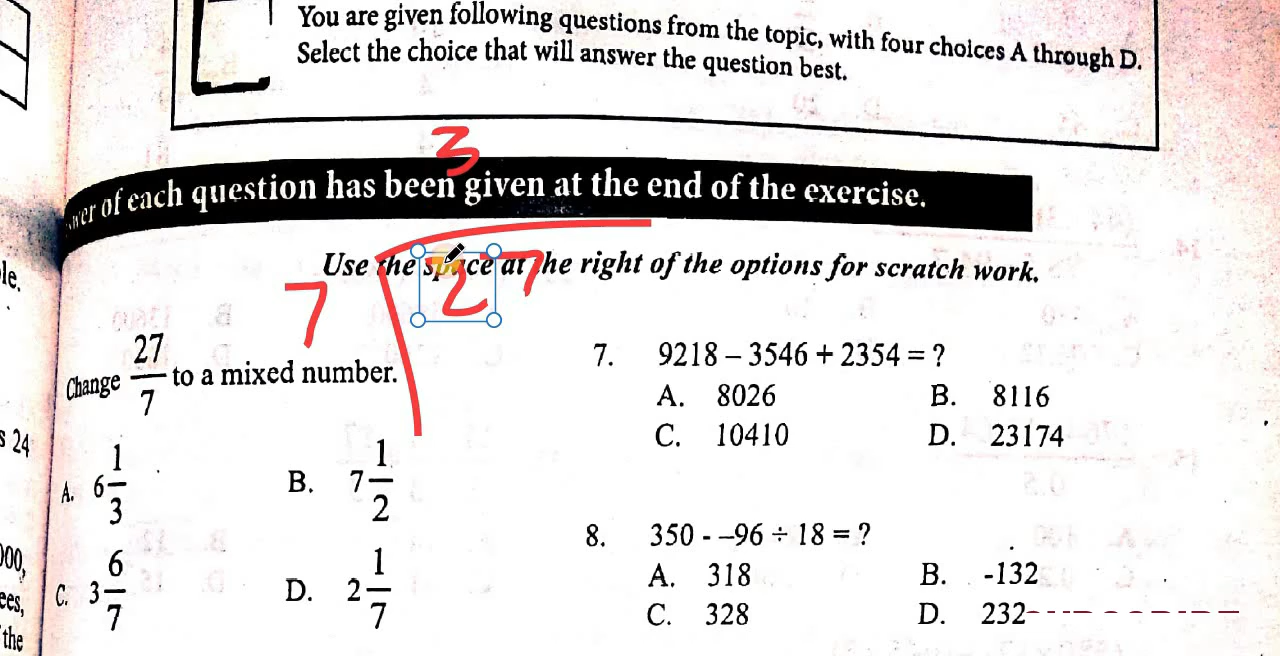 You are given following questions from the topic, with four choices A through D.
Select the choice that will answer the question best.
3
of each question has been given at the end of the exercise.
le.
Use the space at the right of the options for scratch work.
7 27
Change 27/7 to a mixed number.
A. 6 1/3 B. 7 1/2
C. 3 6/7 D. 2 1/7
s 24
000,
ees,
the
7. 9218 – 3546 + 2354 = ?
A. 8026 B. 8116
C. 10410 D. 23174
8. 350 - –96 ÷ 18 = ?
A. 318 B. -132
C. 328 D. 232